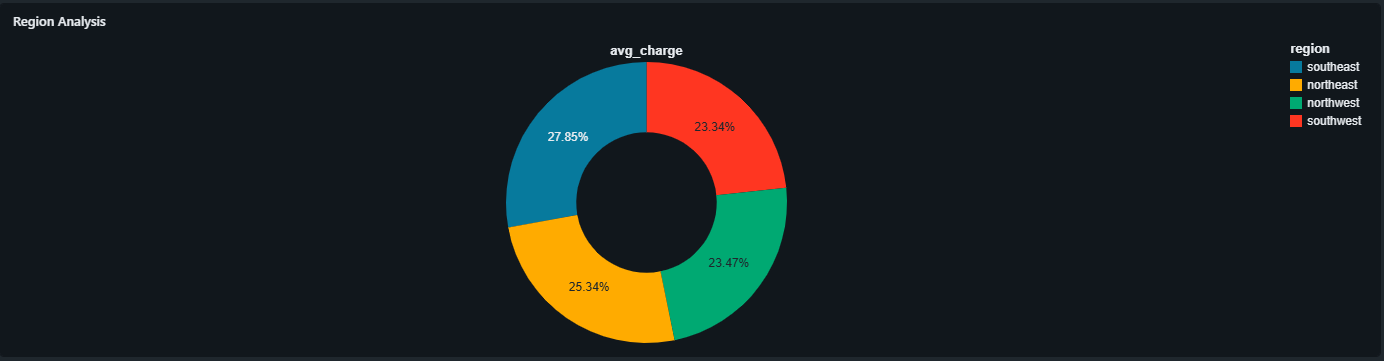 Region Analysis
avg_charge
region
southeast
northeast
northwest
southwest
27.85%
23.34%
25.34%
23.47%